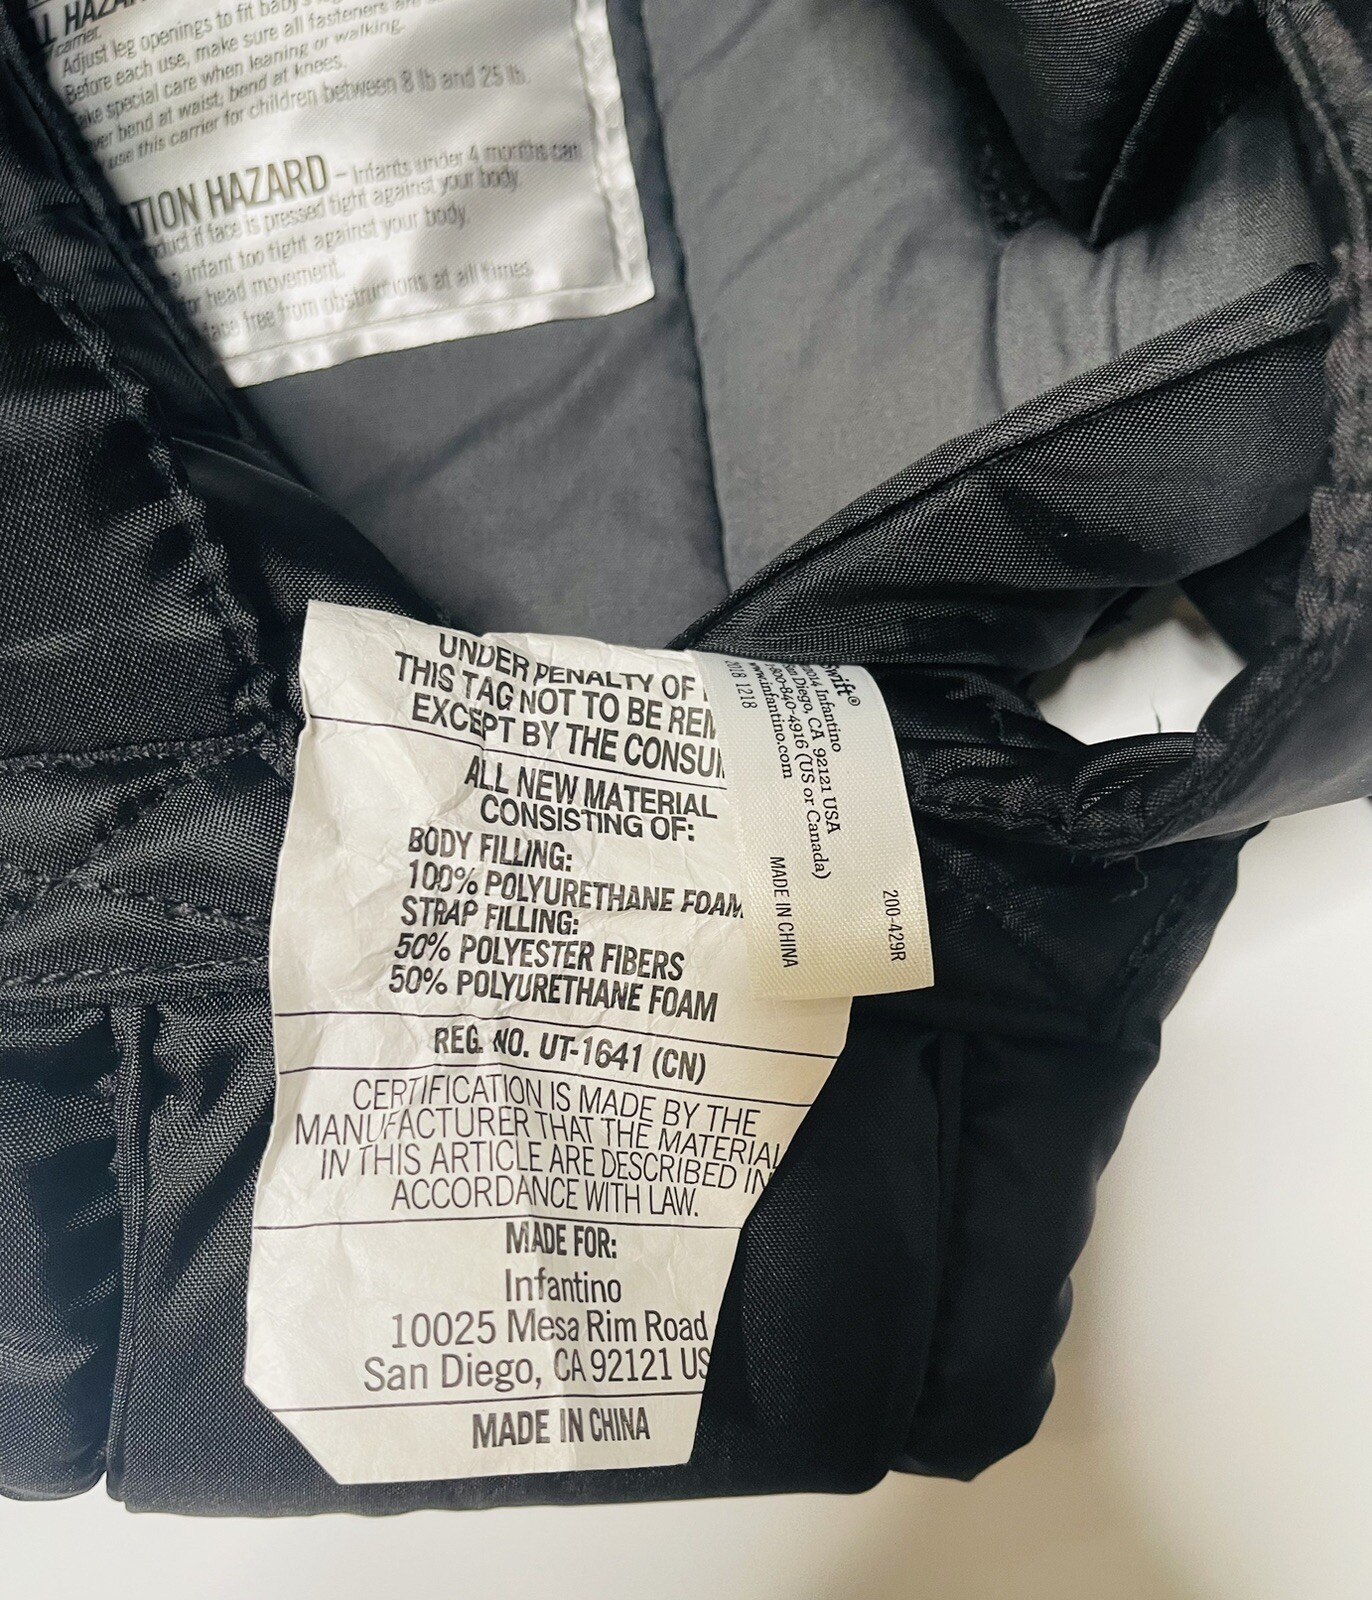 carrier.
Adjust leg openings to fit baby's
Before each use, make sure all fasteners are
special care when leaning or walking.
bend at waist; bend at knees.
use this carrier for children between 8 lb and 25 lb.
HAZARD – Infants under 4 months can
if face is pressed tight against your body.
infant too tight against your body.
head movement.
face free from obstructions at all times.
UNDER PENALTY OF
THIS TAG NOT TO BE
EXCEPT BY THE
ALL NEW MATERIAL
CONSISTING OF:
BODY FILLING:
100% POLYURETHANE FOAM
STRAP FILLING:
50% POLYESTER FIBERS
50% POLYURETHANE FOAM
REG. NO. UT-1641 (CN)
CERTIFICATION IS MADE BY THE
MANUFACTURER THAT THE MATERIAL
IN THIS ARTICLE ARE DESCRIBED IN
ACCORDANCE WITH LAW.
MADE FOR:
Infantino
10025 Mesa Rim Road
San Diego, CA 92121 US
MADE IN CHINA
Swift®
2014 Infantino
San Diego, CA 92121 USA
1-800-840-4916 (US or Canada)
www.infantino.com
2018 1218
MADE IN CHINA
200-429R